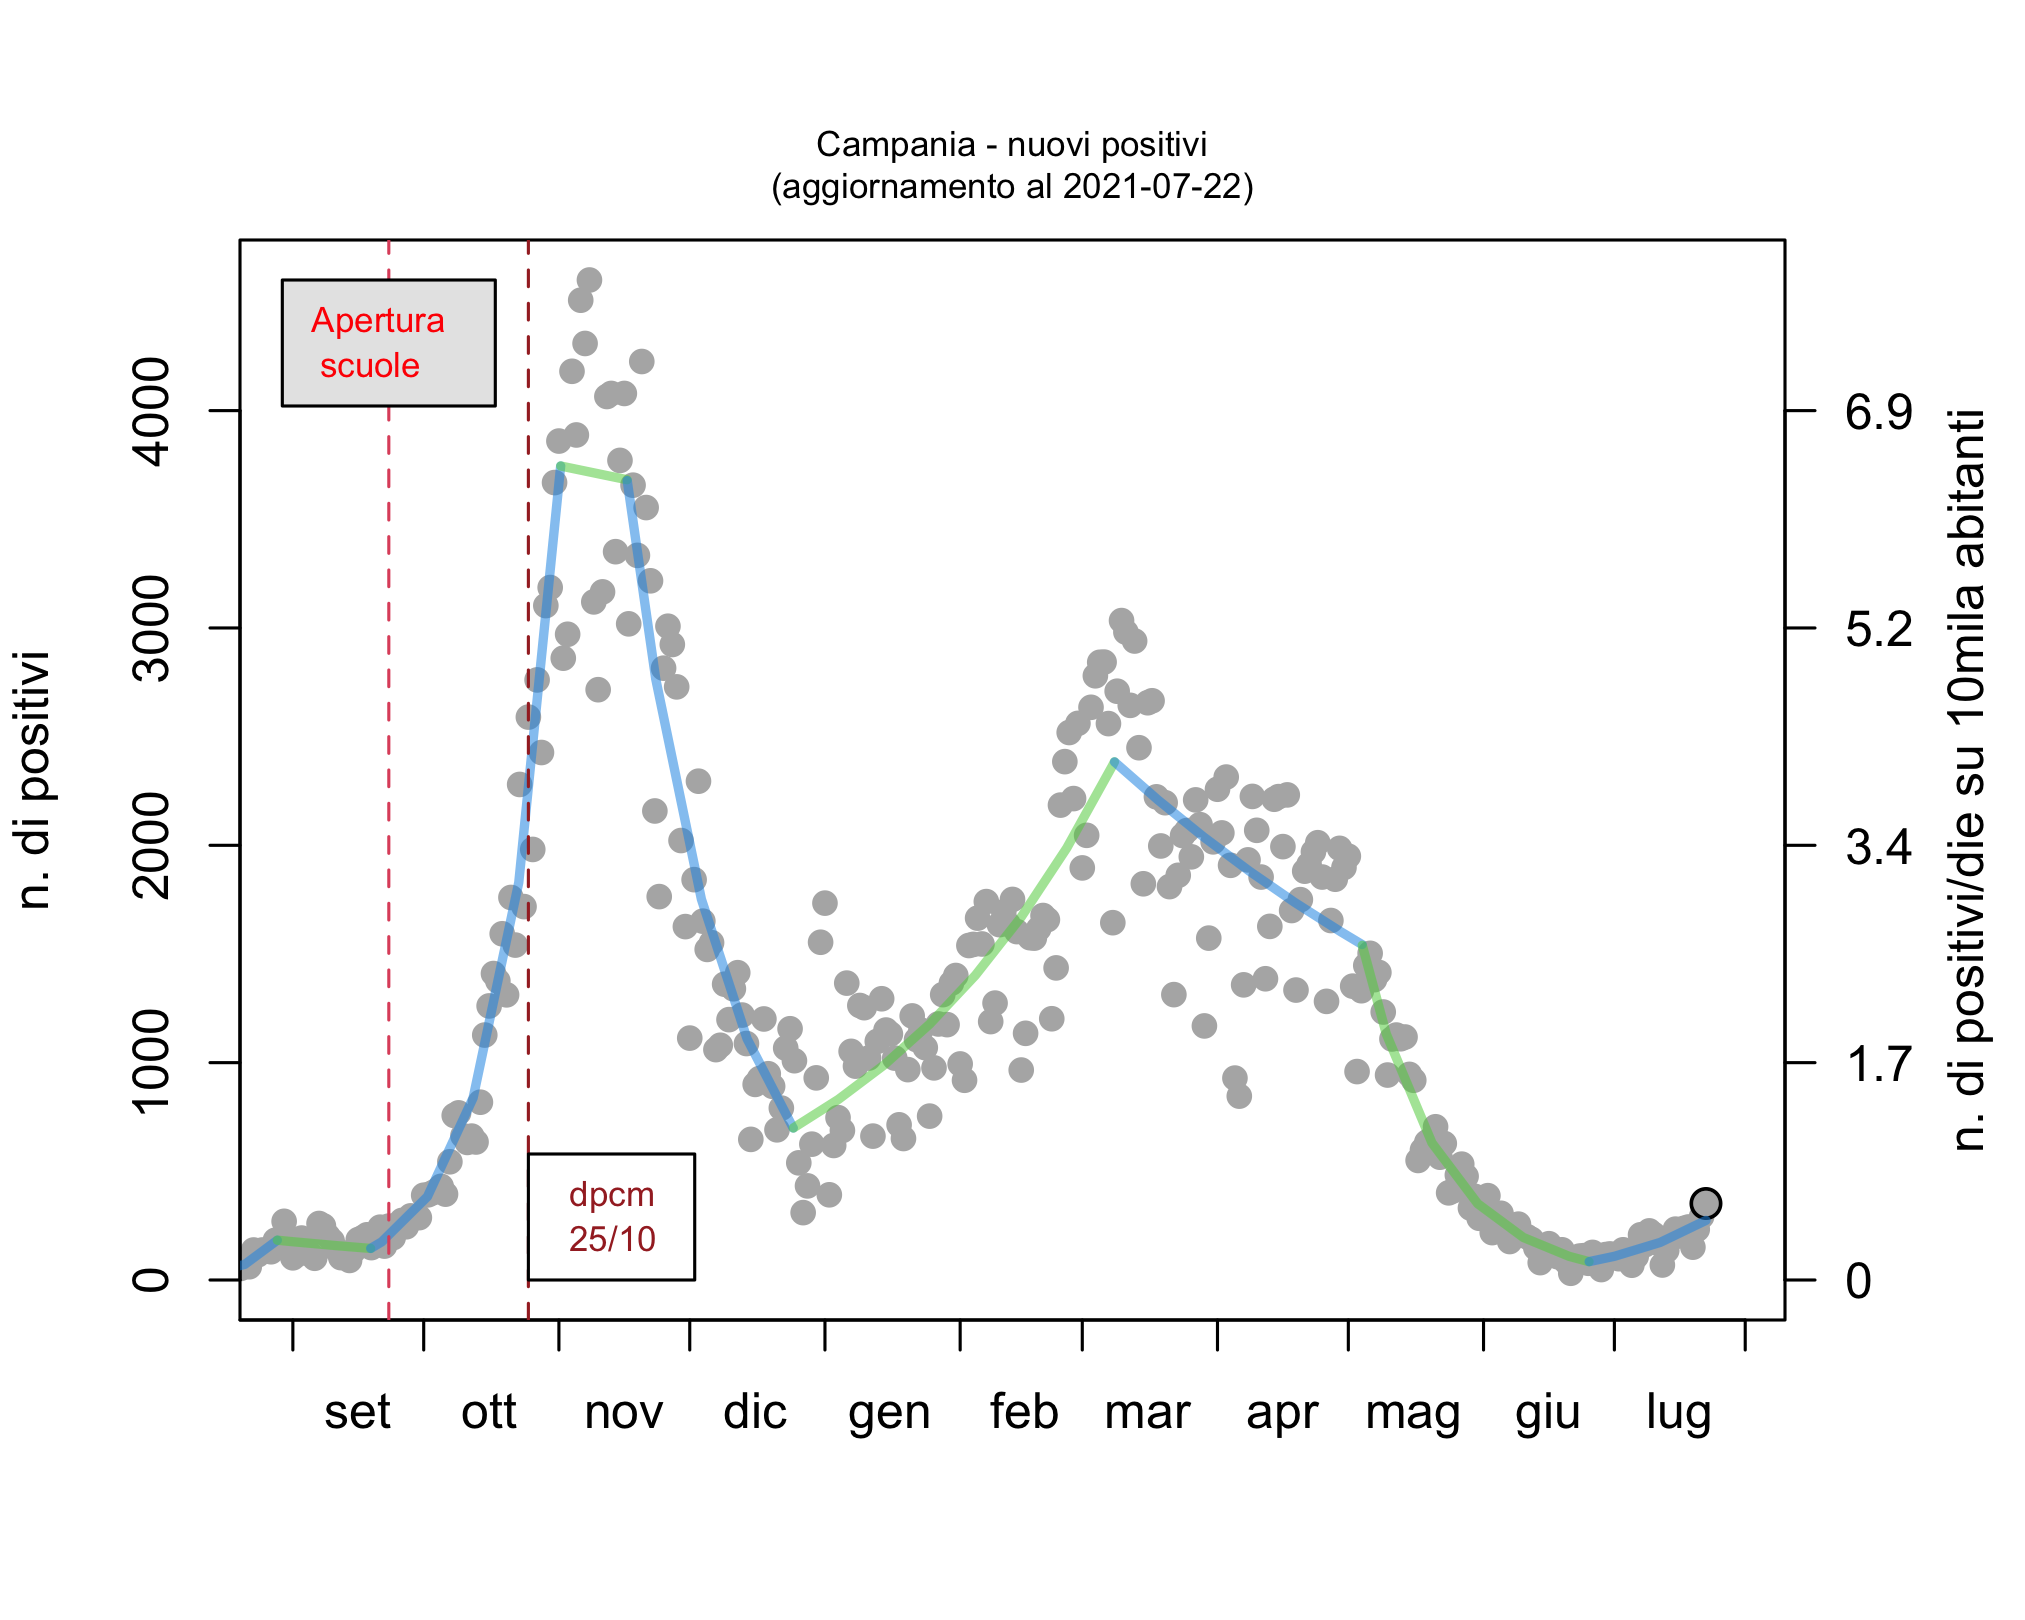 Campania - nuovi positivi
(aggiornamento al 2021-07-22)
Apertura
scuole
dpcm
25/10
n. di positivi
0
1000
2000
3000
4000
6.9
5.2
3.4
1.7
0
n. di positivi/die su 10mila abitanti
set ott nov dic gen feb mar apr mag giu lug